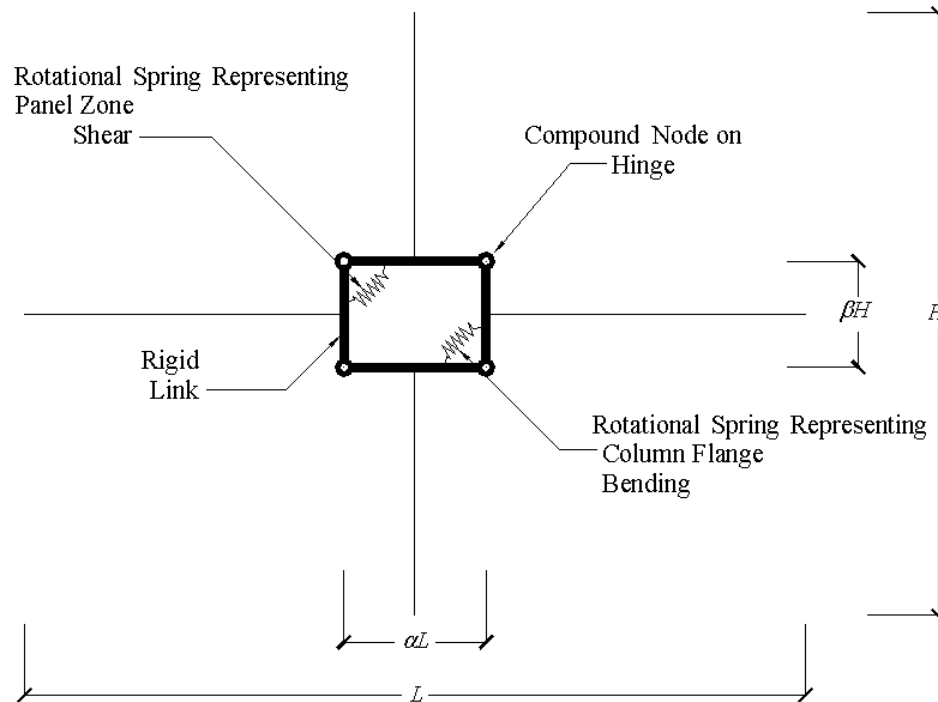 Rotational Spring Representing
Panel Zone
Shear
Compound Node on
Hinge
βH
Rigid
Link
Rotational Spring Representing
Column Flange
Bending
αL
L